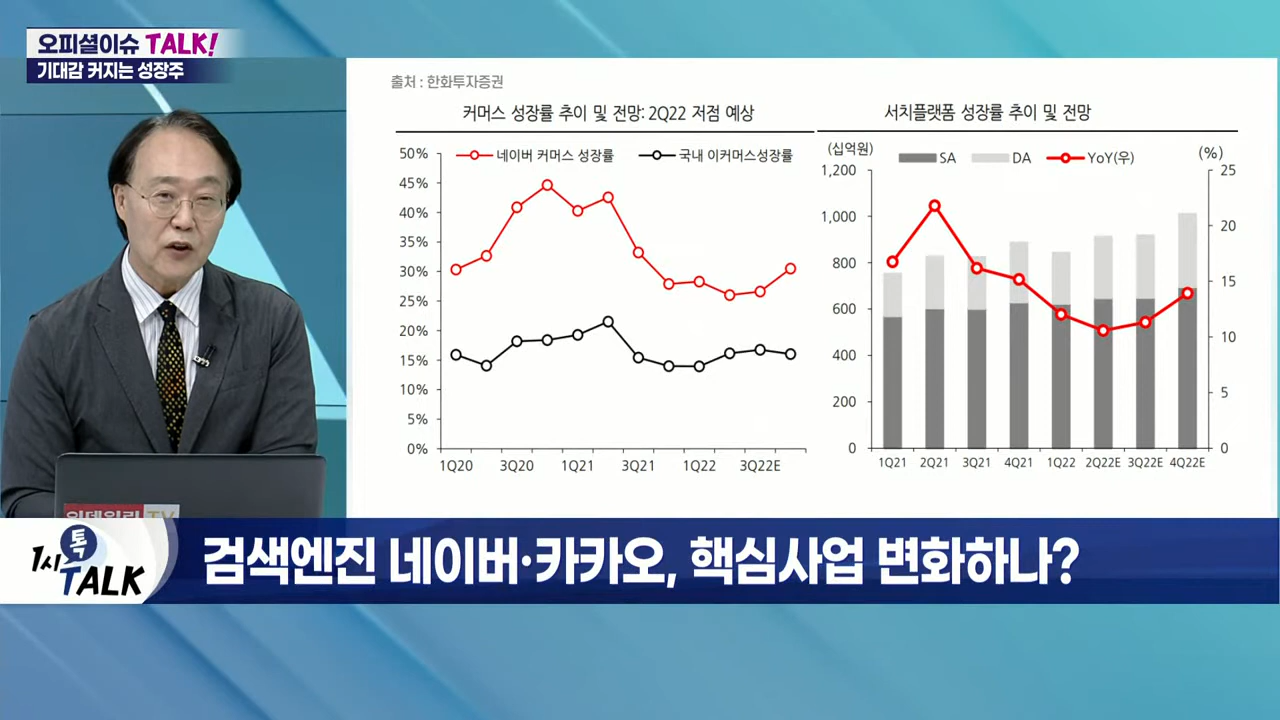 오피셜이슈 TALK!
기대감 커지는 성장주
출처 : 한화투자증권
커머스 성장률 추이 및 전망: 2Q22 저점 예상
네이버 커머스 성장률
국내 이커머스성장률
50%
45%
40%
35%
30%
25%
20%
15%
10%
5%
0%
1Q20
3Q20
1Q21
3Q21
1Q22
3Q22E
서치플랫폼 성장률 추이 및 전망
(십억원)
SA
DA
YoY(우)
(%)
1,200
1,000
800
600
400
200
0
25
20
15
10
5
0
1Q21
2Q21
3Q21
4Q21
1Q22
2Q22E
3Q22E
4Q22E
이데일리 TV
1시 톡
TALK
검색엔진 네이버·카카오, 핵심사업 변화하나?